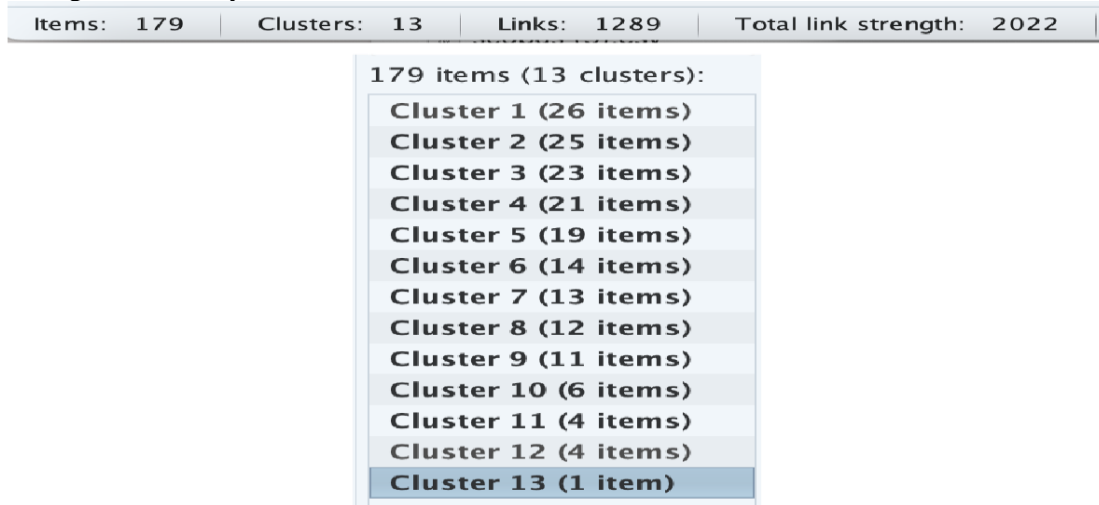 Items: 179 Clusters: 13 Links: 1289 Total link strength: 2022
179 items (13 clusters):
Cluster 1 (26 items)
Cluster 2 (25 items)
Cluster 3 (23 items)
Cluster 4 (21 items)
Cluster 5 (19 items)
Cluster 6 (14 items)
Cluster 7 (13 items)
Cluster 8 (12 items)
Cluster 9 (11 items)
Cluster 10 (6 items)
Cluster 11 (4 items)
Cluster 12 (4 items)
Cluster 13 (1 item)